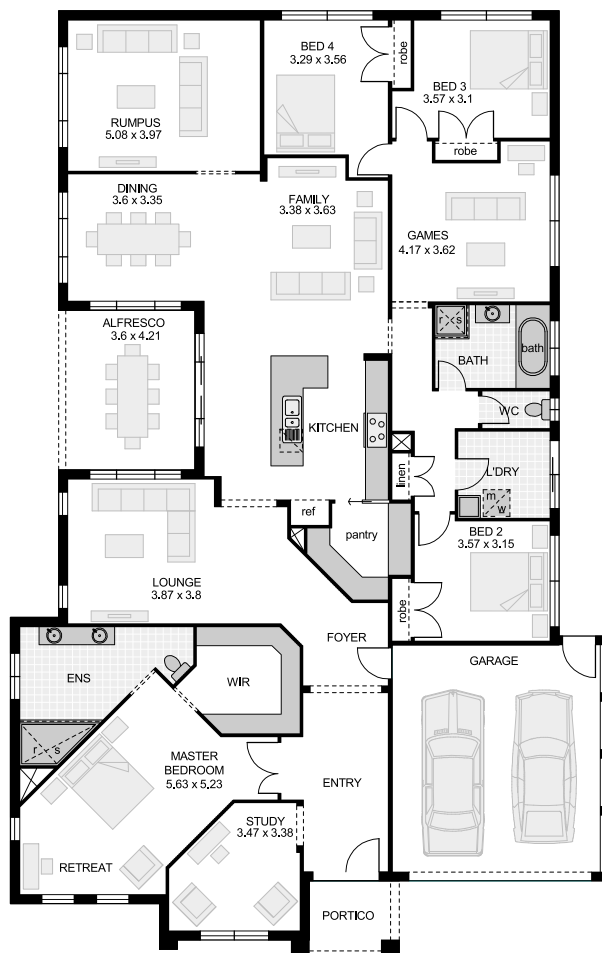 BED 4
3.29 x 3.56
robe
BED 3
3.57 x 3.1
RUMPUS
5.08 x 3.97
robe
DINING
3.6 x 3.35
FAMILY
3.38 x 3.63
GAMES
4.17 x 3.62
ALFRESCO
3.6 x 4.21
r s
bath
BATH
WC
KITCHEN
linen
L'DRY
m
w
ref
pantry
BED 2
3.57 x 3.15
LOUNGE
3.87 x 3.8
robe
FOYER
GARAGE
ENS
WIR
r s
MASTER
BEDROOM
5.63 x 5.23
ENTRY
STUDY
3.47 x 3.38
RETREAT
PORTICO